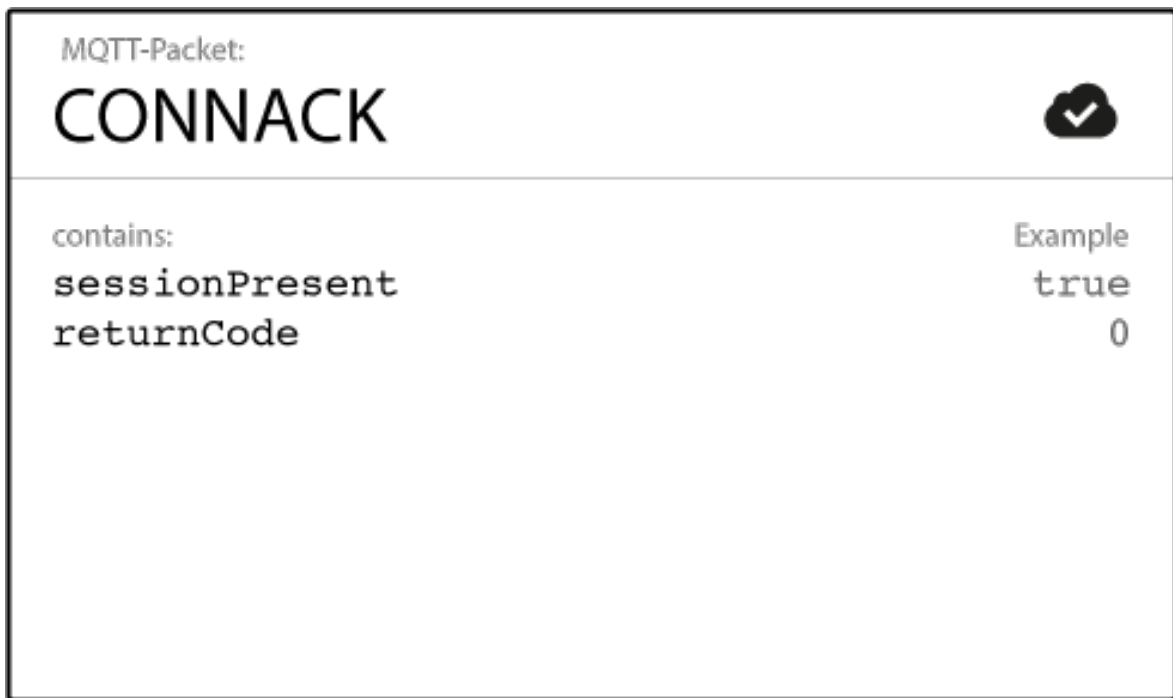 MQTT-Packet:
CONNACK
contains: Example
sessionPresent true
returnCode 0